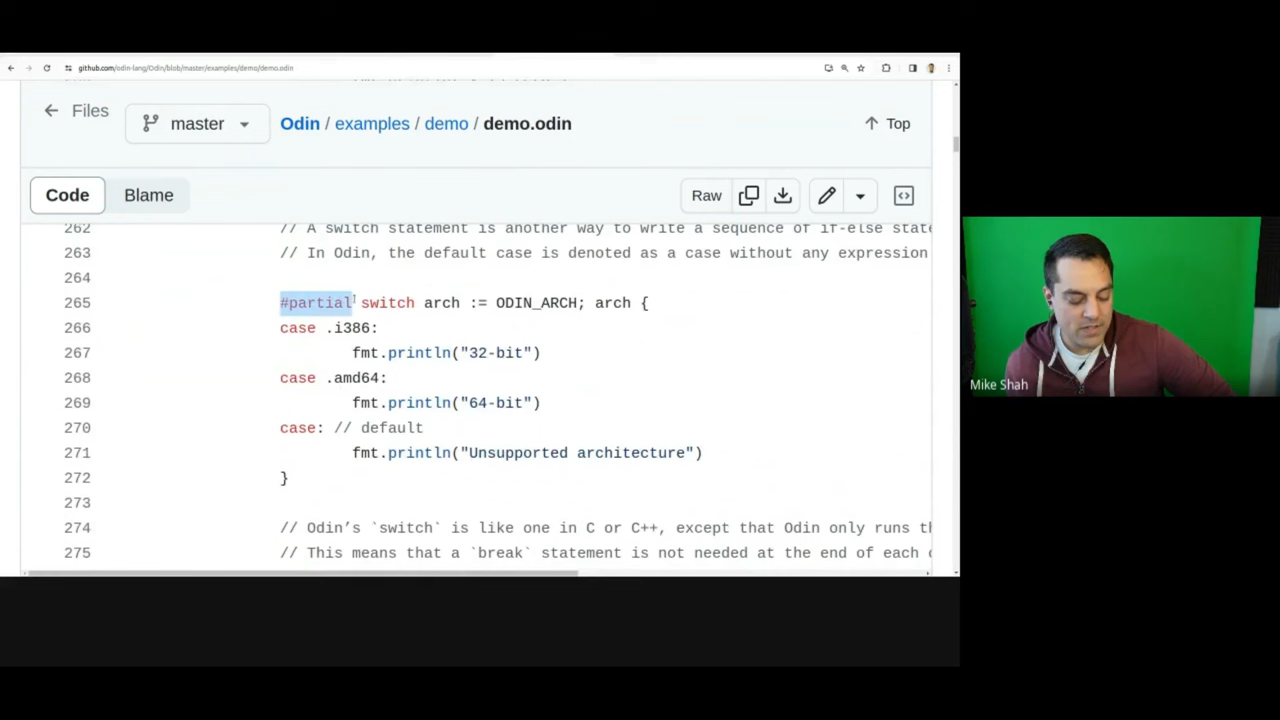 github.com/odin-lang/Odin/blob/master/examples/demo/demo.odin
Files
master
Odin / examples / demo / demo.odin
Top
Code
Blame
Raw
262 // A switch statement is another way to write a sequence of if-else
263 // In Odin, the default case is denoted as a case without any expression
264
265 #partial switch arch := ODIN_ARCH; arch {
266 case .i386:
267 fmt.println("32-bit")
268 case .amd64:
269 fmt.println("64-bit")
270 case: // default
271 fmt.println("Unsupported architecture")
272 }
273
274 // Odin’s `switch` is like one in C or C++, except that Odin only runs
275 // This means that a `break` statement is not needed at the end of each
Mike Shah